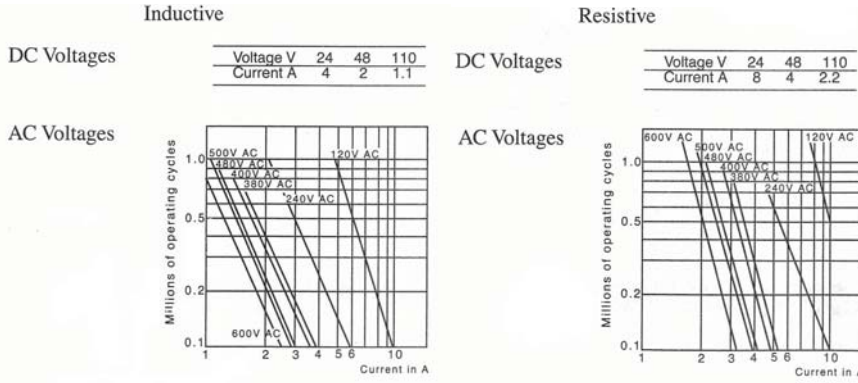 Inductive
DC Voltages
Voltage V 24 48 110
Current A 4 2 1.1
AC Voltages
Millions of operating cycles
1.0
0.5
0.2
0.1
500V AC
480V AC
400V AC
380V AC
240V AC
120V AC
600V AC
1 2 3 4 5 6 10
Current in A
Resistive
DC Voltages
Voltage V 24 48 110
Current A 8 4 2.2
AC Voltages
Millions of operating cycles
1.0
0.5
0.2
0.1
600V AC
500V AC
480V AC
400V AC
380V AC
240V AC
120V AC
1 2 3 4 5 6 10
Current in